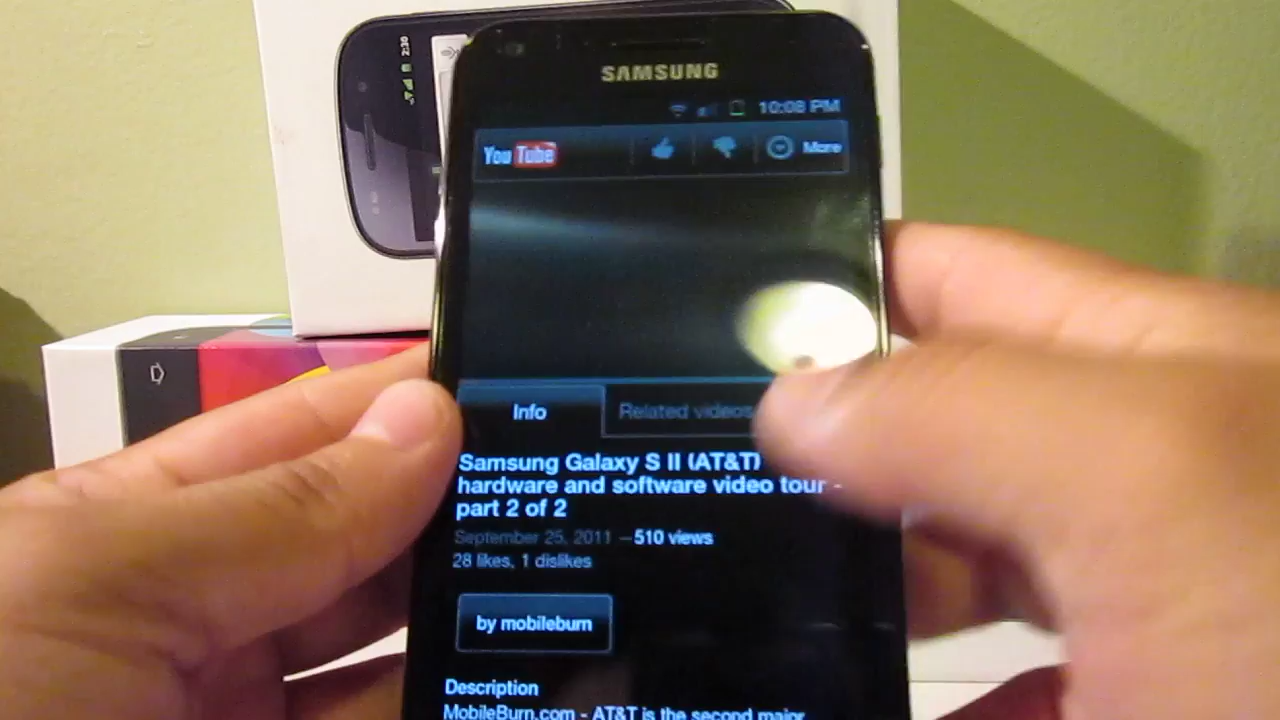 2:30
SAMSUNG
10:08 PM
YouTube
More
Info
Related videos
Samsung Galaxy S II (AT&T)
hardware and software video tour -
part 2 of 2
September 25, 2011 – 510 views
28 likes, 1 dislikes
by mobileburn
Description
MobileBurn.com - AT&T is the second major